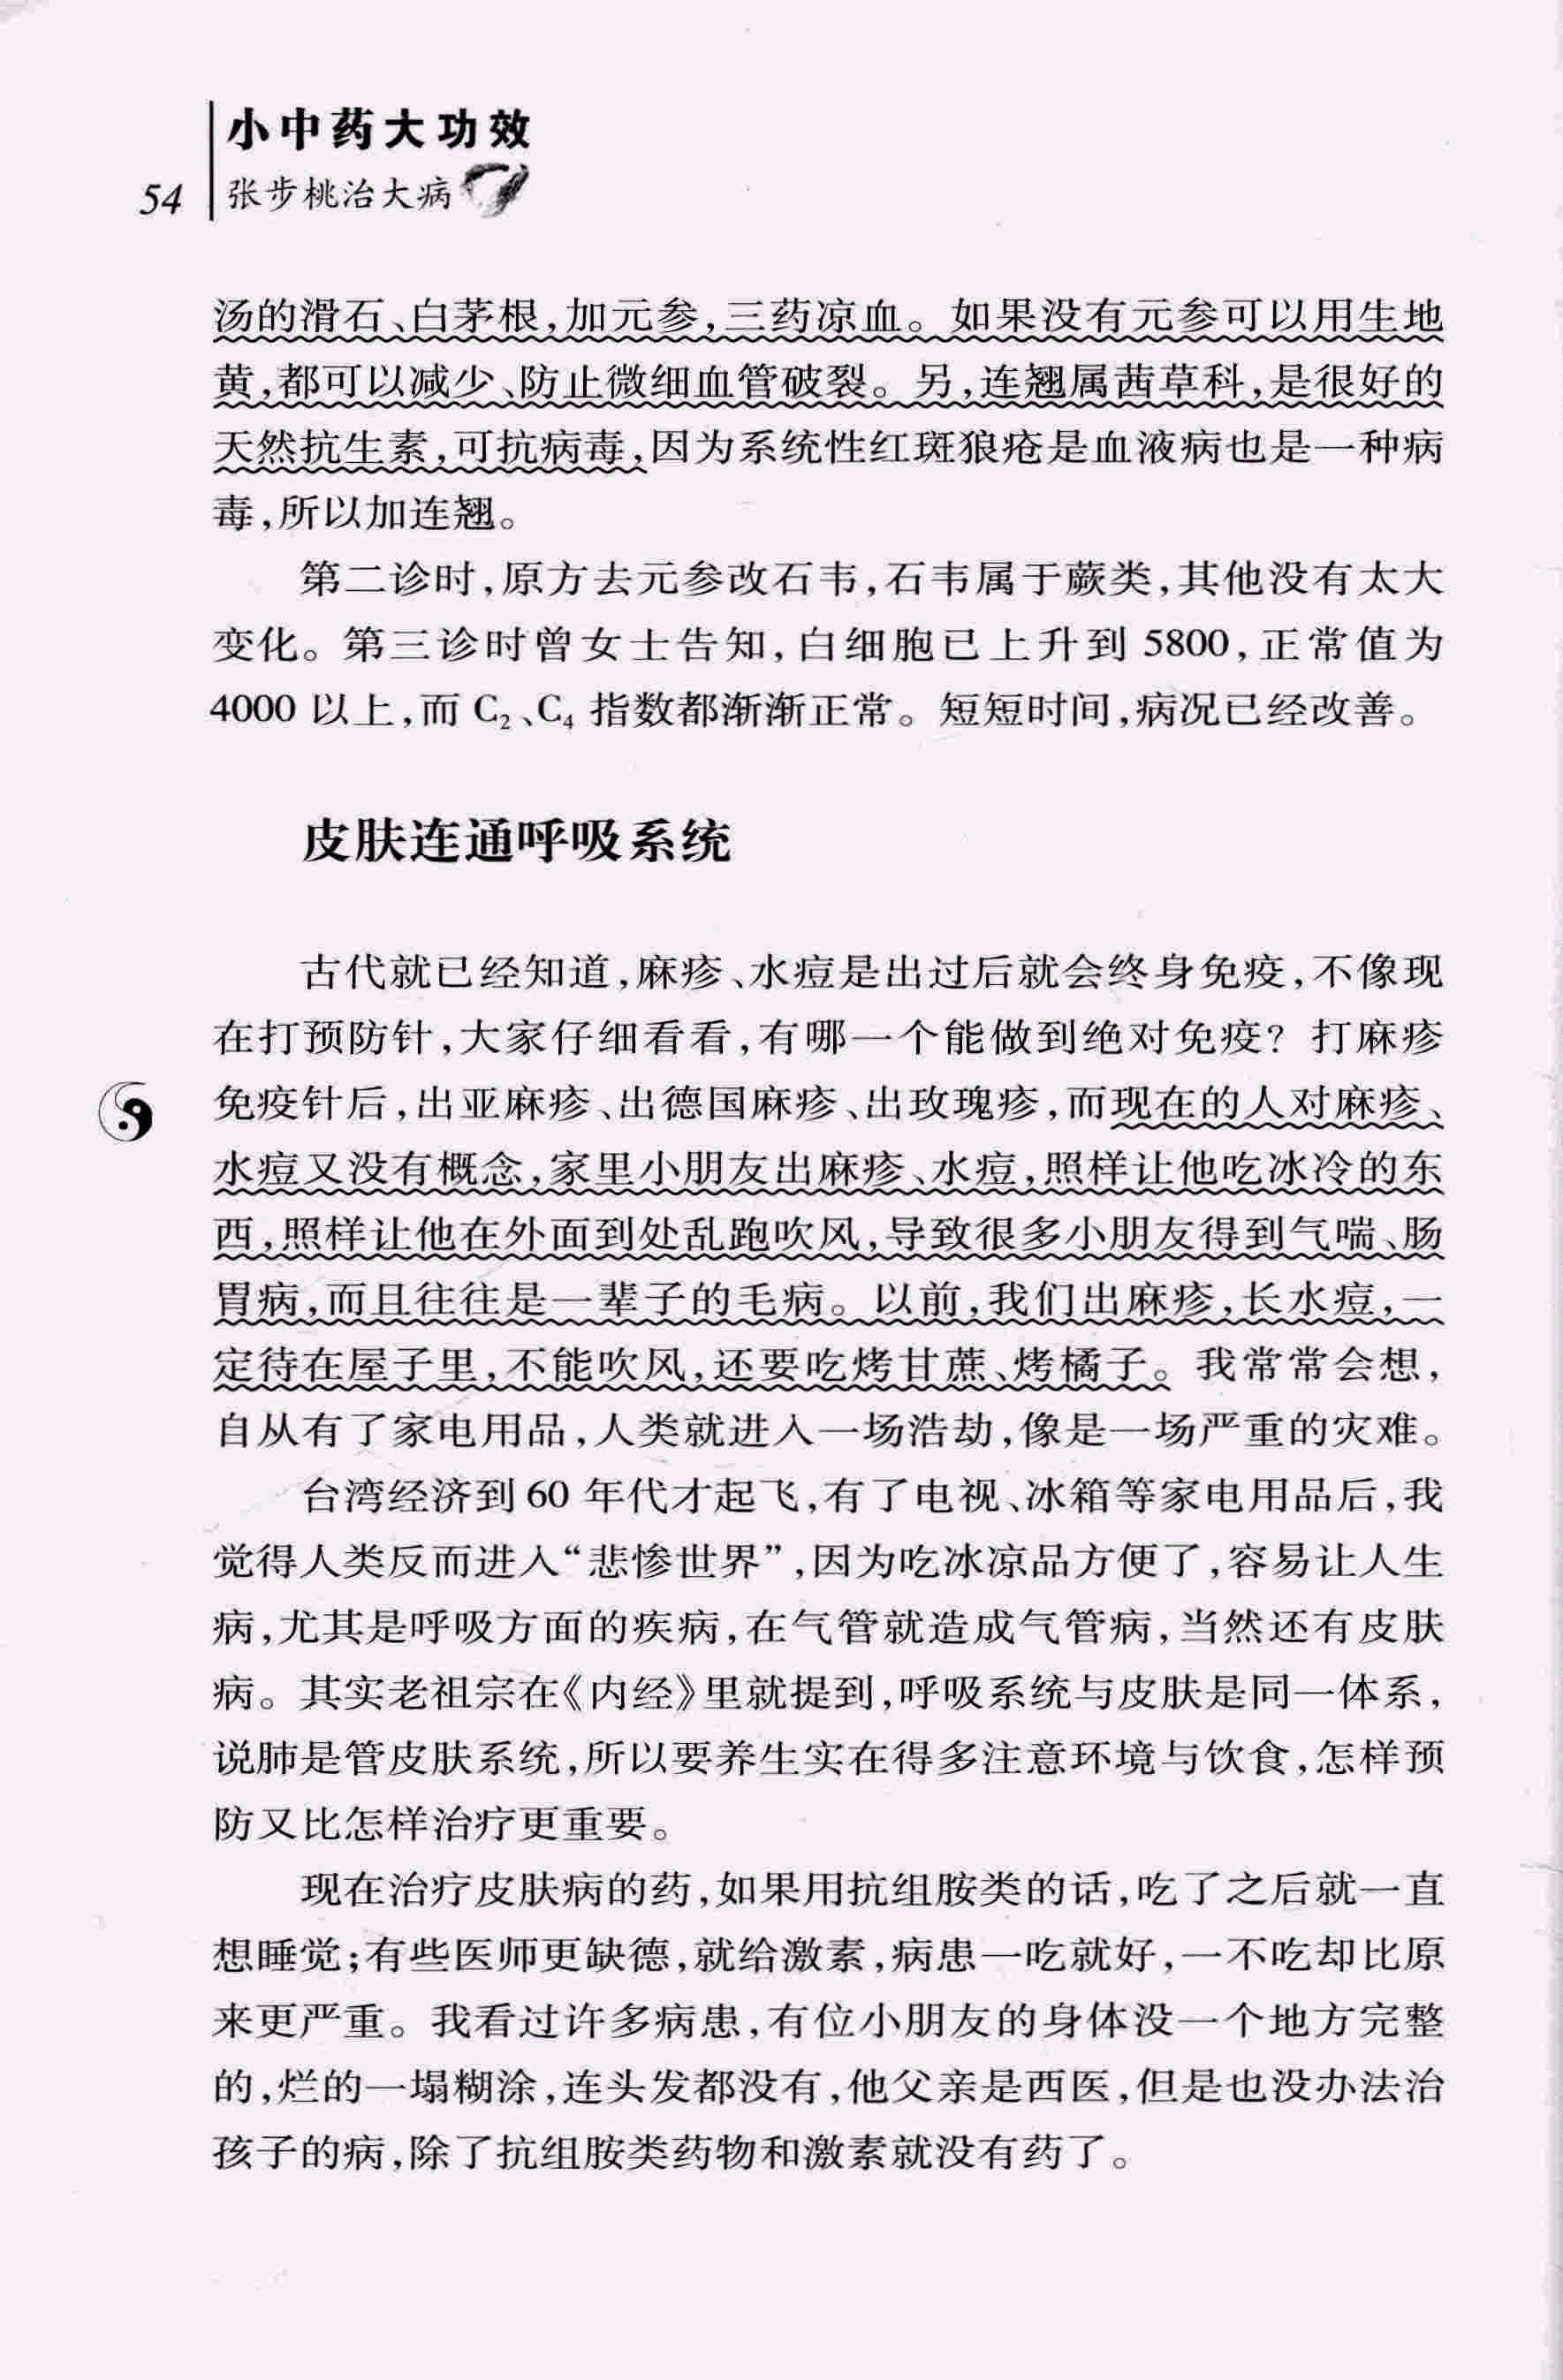 小中药大功效
54 张步桃治大病
汤的滑石、白茅根,加元参,三药凉血。如果没有元参可以用生地
黄,都可以减少、防止微细血管破裂。另,连翘属茜草科,是很好的
天然抗生素,可抗病毒,因为系统性红斑狼疮是血液病也是一种病
毒,所以加连翘。
第二诊时,原方去元参改石韦,石韦属于蕨类,其他没有太大
变化。第三诊时曾女士告知,白细胞已上升到 5800,正常值为
4000 以上,而 C₂、C₄ 指数都渐渐正常。短短时间,病况已经改善。
皮肤连通呼吸系统
古代就已经知道,麻疹、水痘是出过后就会终身免疫,不像现
在打预防针,大家仔细看看,有哪一个能做到绝对免疫? 打麻疹
免疫针后,出亚麻疹、出德国麻疹、出玫瑰疹,而现在的人对麻疹、
水痘又没有概念,家里小朋友出麻疹、水痘,照样让他吃冰冷的东
西,照样让他在外面到处乱跑吹风,导致很多小朋友得到气喘、肠
胃病,而且往往是一辈子的毛病。以前,我们出麻疹,长水痘,一
定待在屋子里,不能吹风,还要吃烤甘蔗、烤橘子。我常常会想,
自从有了家电用品,人类就进入一场浩劫,像是一场严重的灾难。
台湾经济到 60 年代才起飞,有了电视、冰箱等家电用品后,我
觉得人类反而进入“悲惨世界”,因为吃冰凉品方便了,容易让人生
病,尤其是呼吸方面的疾病,在气管就造成气管病,当然还有皮肤
病。其实老祖宗在《内经》里就提到,呼吸系统与皮肤是同一体系,
说肺是管皮肤系统,所以要养生实在得多注意环境与饮食,怎样预
防又比怎样治疗更重要。
现在治疗皮肤病的药,如果用抗组胺类的话,吃了之后就一直
想睡觉;有些医师更缺德,就给激素,病患一吃就好,一不吃却比原
来更严重。我看过许多病患,有位小朋友的身体没一个地方完整
的,烂的一塌糊涂,连头发都没有,他父亲是西医,但是也没办法治
孩子的病,除了抗组胺类药物和激素就没有药了。